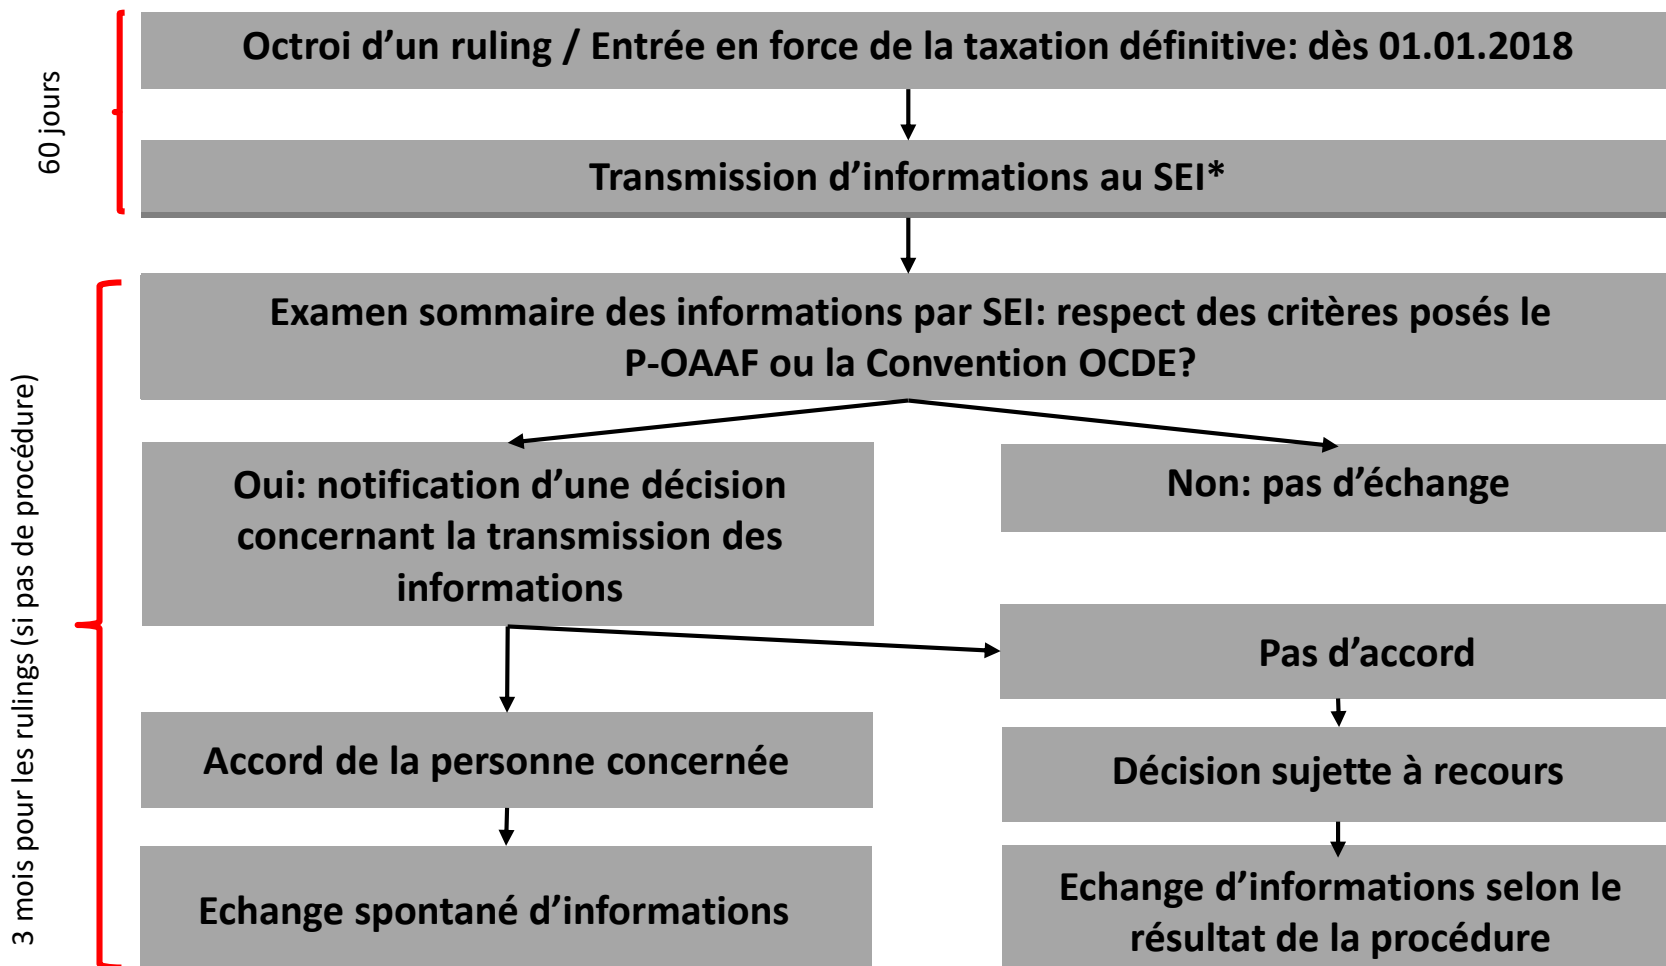 60 jours
Octroi d’un ruling / Entrée en force de la taxation définitive: dès 01.01.2018
Transmission d’informations au SEI*
3 mois pour les rulings (si pas de procédure)
Examen sommaire des informations par SEI: respect des critères posés le
P-OAAF ou la Convention OCDE?
Oui: notification d’une décision
concernant la transmission des
informations
Non: pas d’échange
Pas d’accord
Accord de la personne concernée
Décision sujette à recours
Echange spontané d’informations
Echange d’informations selon le
résultat de la procédure